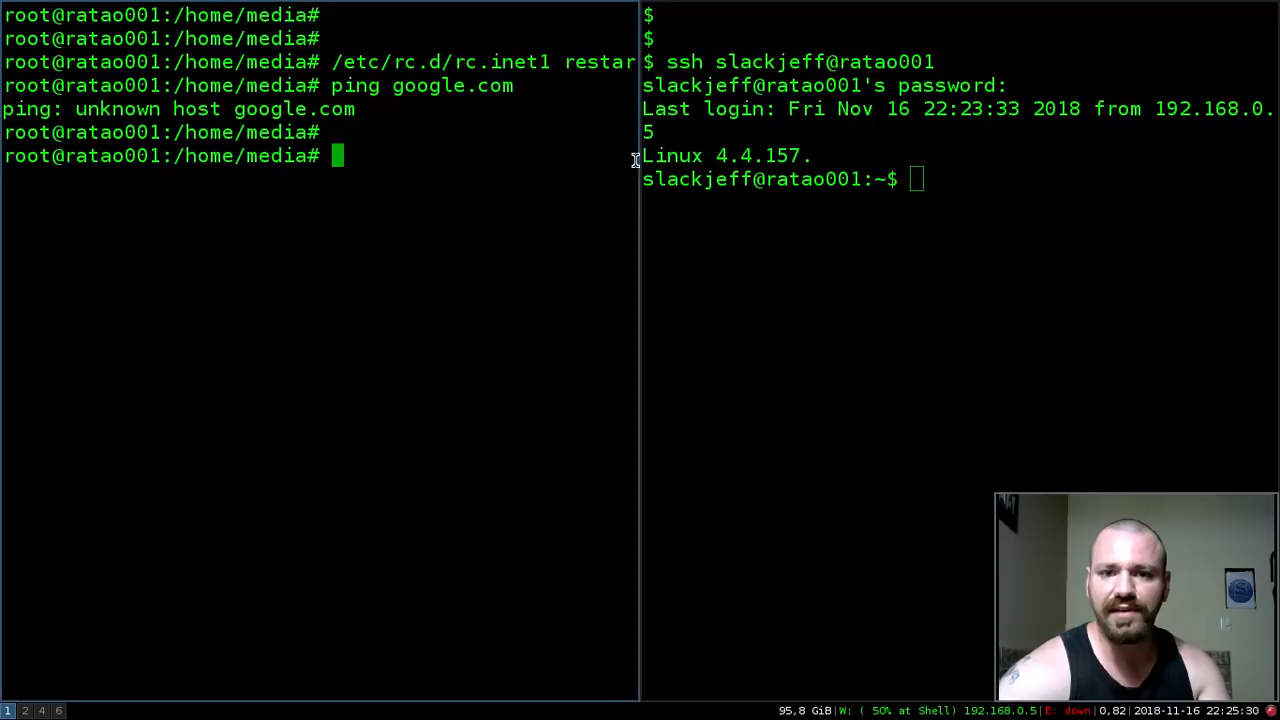 root@ratao001:/home/media#
root@ratao001:/home/media#
root@ratao001:/home/media# /etc/rc.d/rc.inet1 restar
root@ratao001:/home/media# ping google.com
ping: unknown host google.com
root@ratao001:/home/media#
root@ratao001:/home/media#
$
$
$ ssh slackjeff@ratao001
slackjeff@ratao001's password:
Last login: Fri Nov 16 22:23:33 2018 from 192.168.0.
5
Linux 4.4.157.
slackjeff@ratao001:~$
1 2 4 6
95,8 GiB|W: ( 50% at Shell) 192.168.0.5|E: down|0,82|2018-11-16 22:25:30